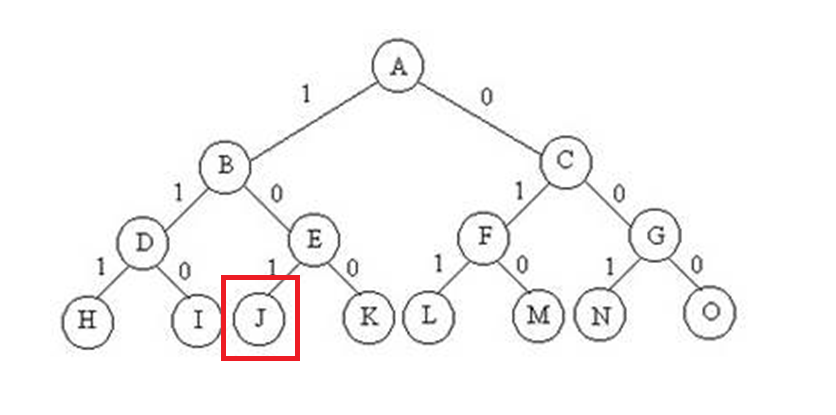 A
1 0
B C
1 0 1 0
D E F G
1 0 1 0 1 0 1 0
H I J K L M N O